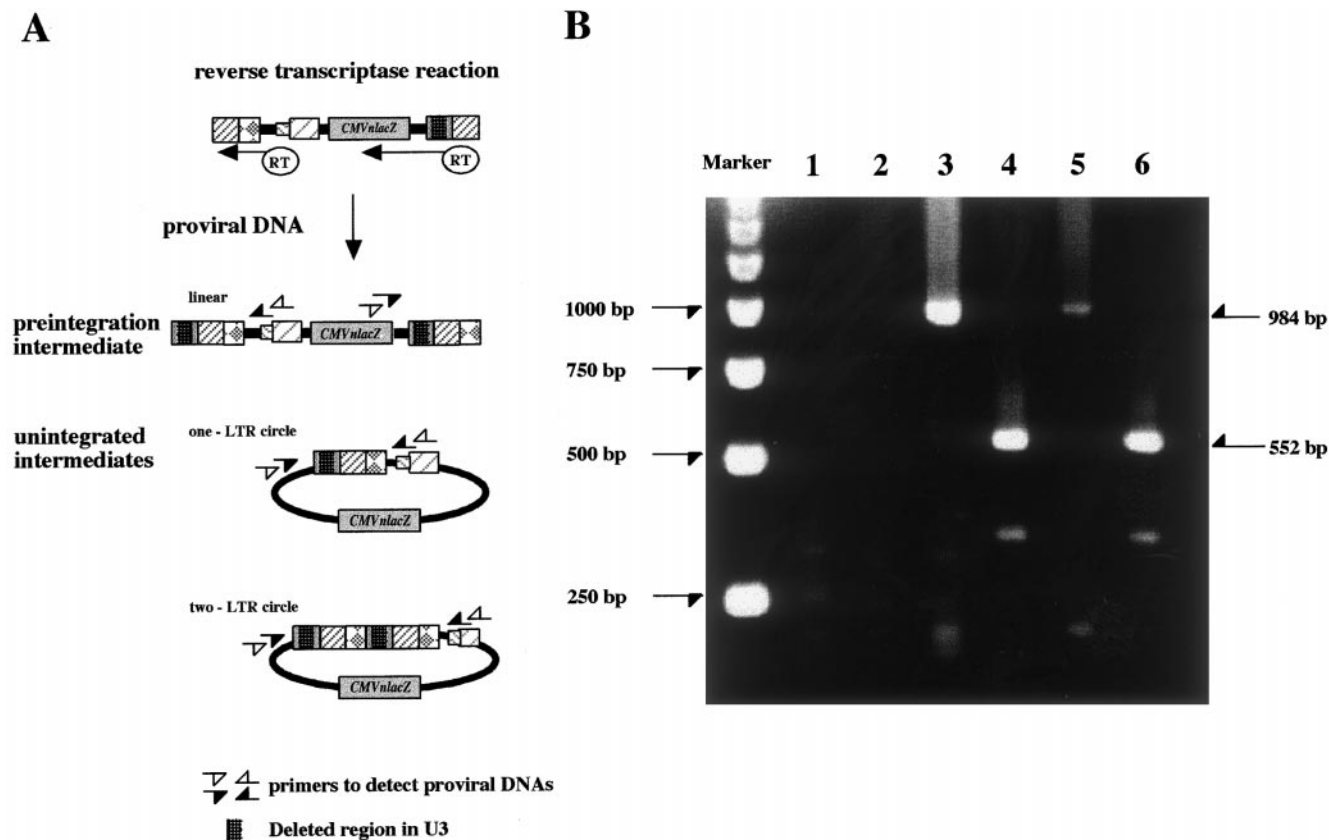 A
reverse transcriptase reaction
CMVnlacZ
RT
RT
proviral DNA
linear
preintegration
intermediate
CMVnlacZ
unintegrated
intermediates
one - LTR circle
CMVnlacZ
two - LTR circle
CMVnlacZ
primers to detect proviral DNAs
Deleted region in U3
B
Marker 1 2 3 4 5 6
1000 bp
750 bp
500 bp
250 bp
984 bp
552 bp